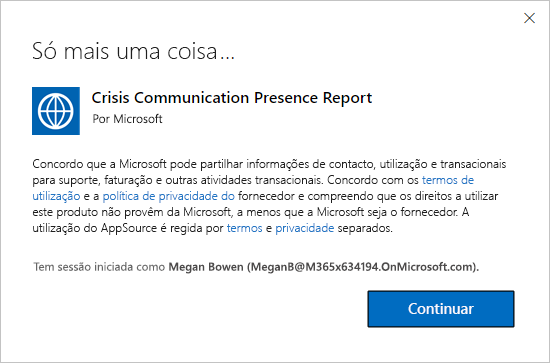 Só mais uma coisa...
Crisis Communication Presence Report
Por Microsoft
Concordo que a Microsoft pode partilhar informações de contacto, utilização e transacionais
para suporte, faturação e outras atividades transacionais. Concordo com os termos de
utilização e a política de privacidade do fornecedor e compreendo que os direitos a utilizar
este produto não provêm da Microsoft, a menos que a Microsoft seja o fornecedor. A
utilização do AppSource é regida por termos e privacidade separados.
Tem sessão iniciada como Megan Bowen (MeganB@M365x634194.OnMicrosoft.com).
Continuar